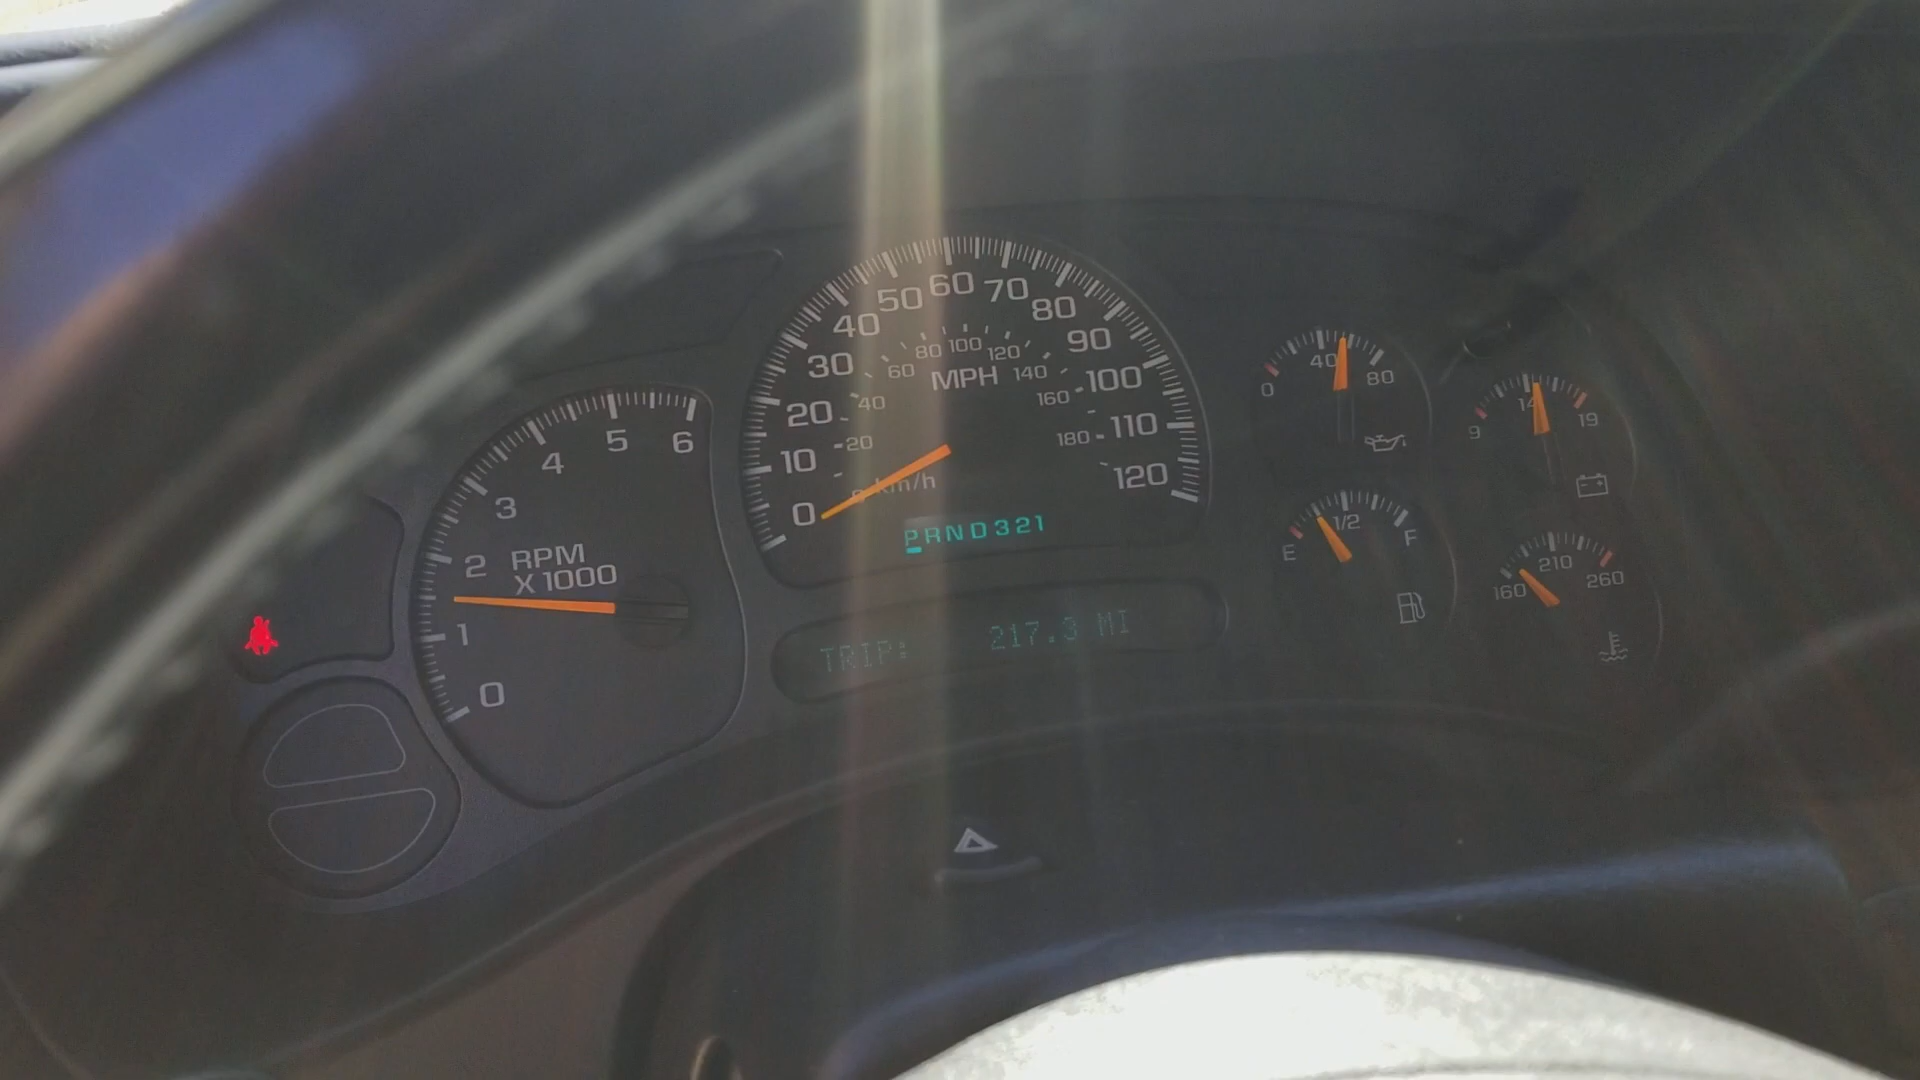 0 1 2 3 4 5 6
RPM
X 1000
0 10 20 30 40 50 60 70 80 90 100 110 120
MPH
0 20 40 60 80 100 120 140 160 180
km/h
PRND321
TRIP: 217.3 MI
0 40 80
9 14 19
E 1/2 F
160 210 260